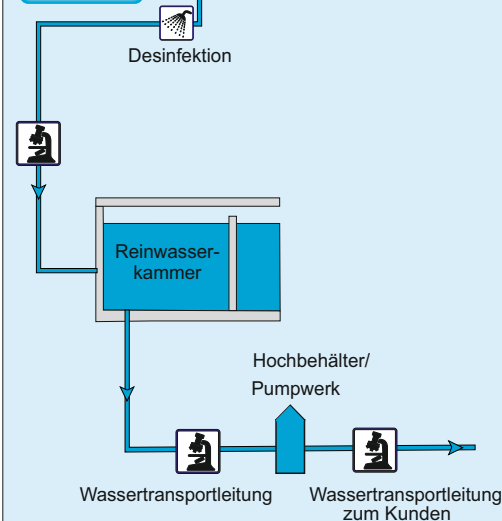 Desinfektion
Reinwasser-
kammer
Hochbehälter/
Pumpwerk
Wassertransportleitung
Wassertransportleitung
zum Kunden